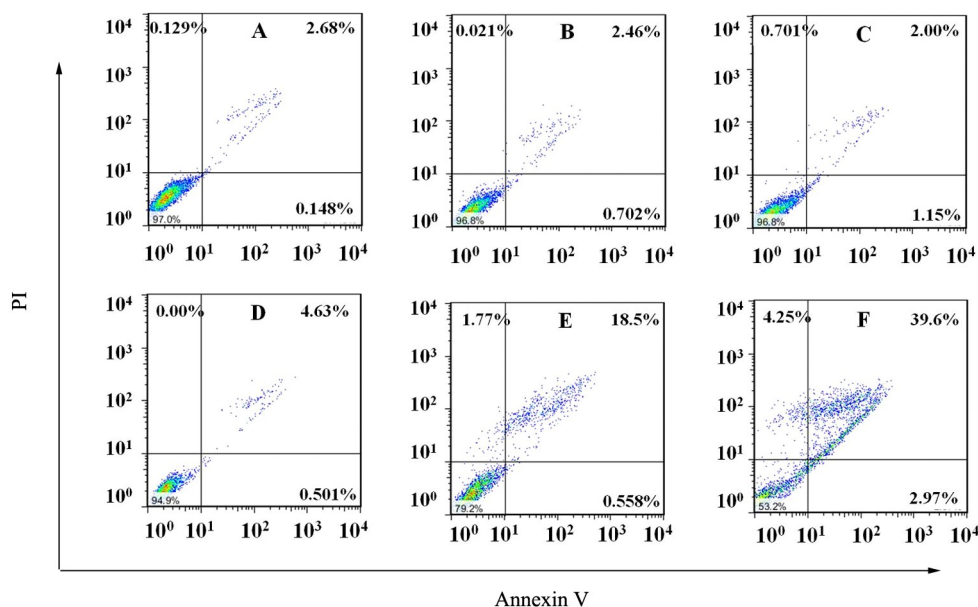 0.129% A 2.68%
0.021% B 2.46%
0.701% C 2.00%
10⁴ 10³ 10² 10¹ 10⁰
10⁴ 10³ 10² 10¹ 10⁰
10⁴ 10³ 10² 10¹ 10⁰
97.0% 0.148%
96.8% 0.702%
96.8% 1.15%
10⁰ 10¹ 10² 10³ 10⁴
10⁰ 10¹ 10² 10³ 10⁴
10⁰ 10¹ 10² 10³ 10⁴
PI
0.00% D 4.63%
1.77% E 18.5%
4.25% F 39.6%
10⁴ 10³ 10² 10¹ 10⁰
10⁴ 10³ 10² 10¹ 10⁰
10⁴ 10³ 10² 10¹ 10⁰
94.9% 0.501%
79.2% 0.558%
53.2% 2.97%
10⁰ 10¹ 10² 10³ 10⁴
10⁰ 10¹ 10² 10³ 10⁴
10⁰ 10¹ 10² 10³ 10⁴
Annexin V